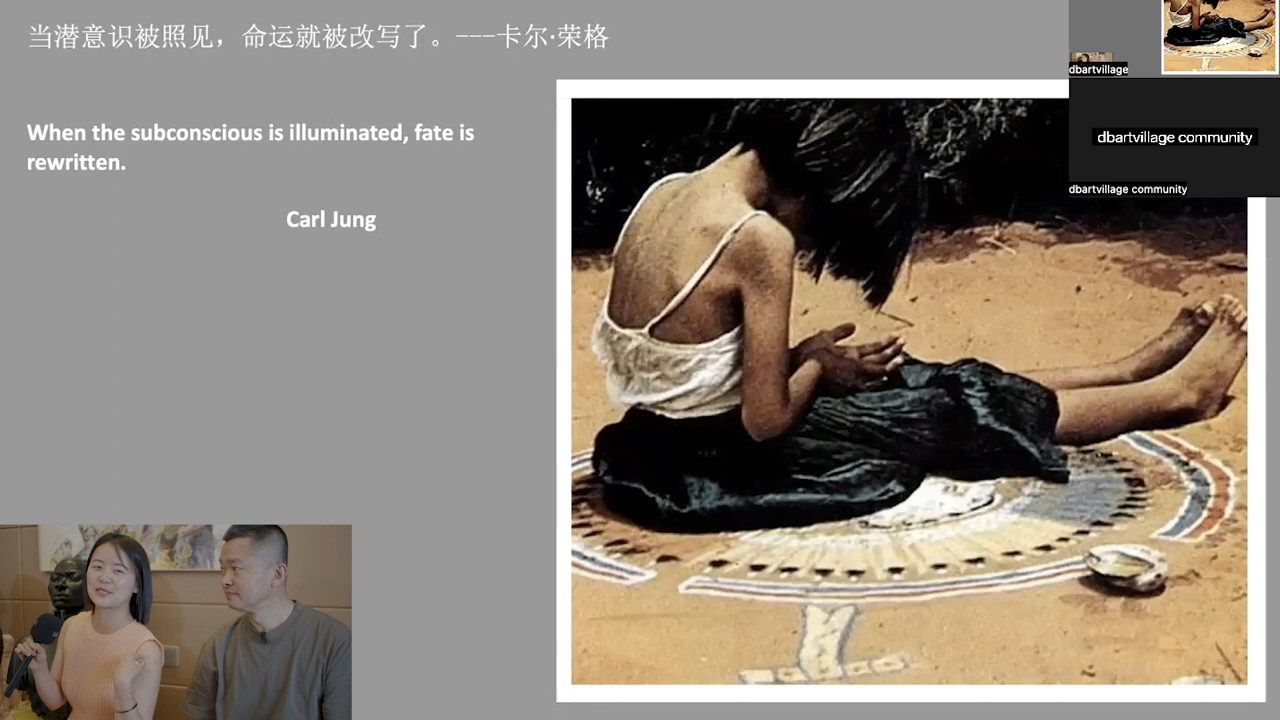 当潜意识被照见，命运就被改写了。---卡尔·荣格
When the subconscious is illuminated, fate is
rewritten.
Carl Jung
dbartvillage
dbartvillage community
dbartvillage community